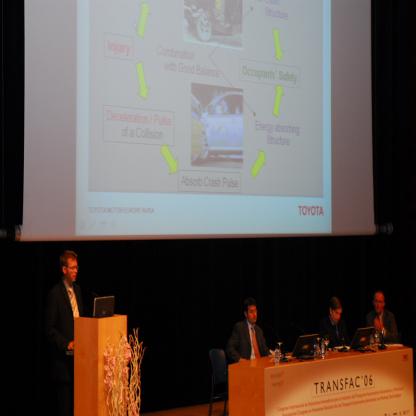 Structure
Injury
Combination
with Good Balance
Occupants' Safety
Deceleration / Pulse
of a Collision
Energy absorbing
Structure
Absorb Crash Pulse
TOYOTA MOTOR EUROPE NV/SA
TOYOTA
TRANSFAC'06